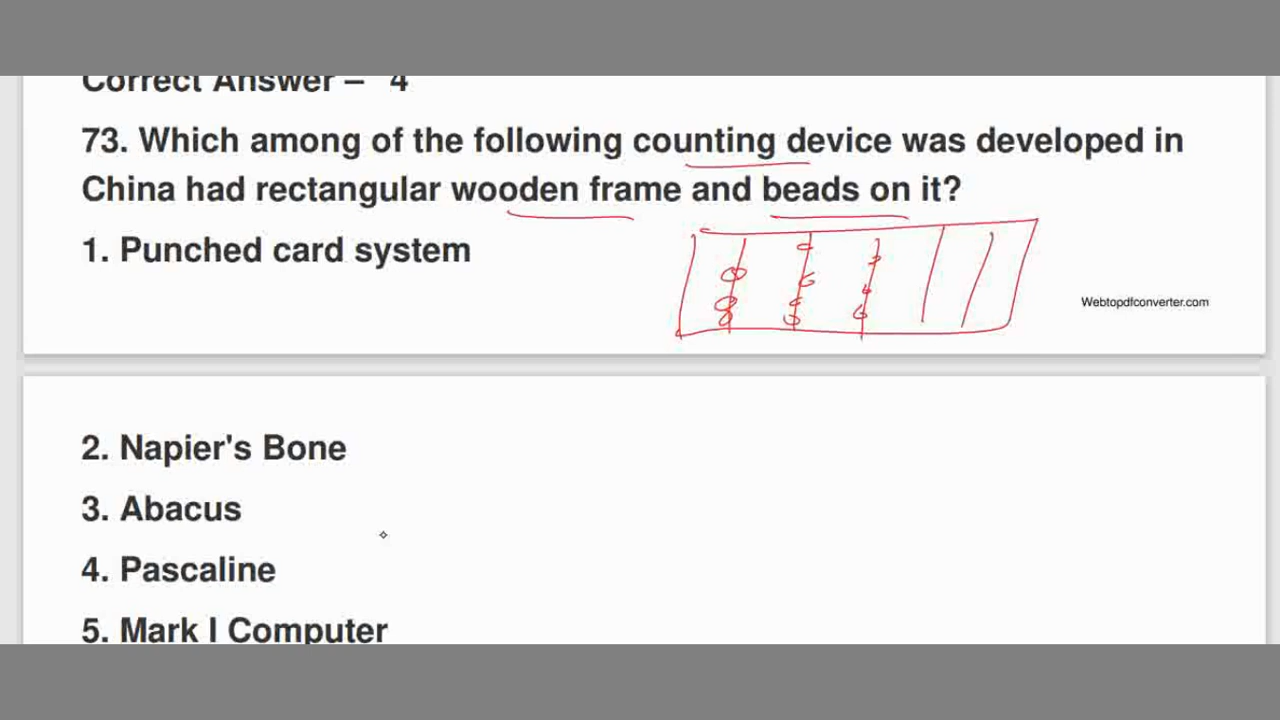 Correct Answer – 4
73. Which among of the following counting device was developed in
China had rectangular wooden frame and beads on it?
1. Punched card system
Webtopdfconverter.com
2. Napier's Bone
3. Abacus
4. Pascaline
5. Mark I Computer